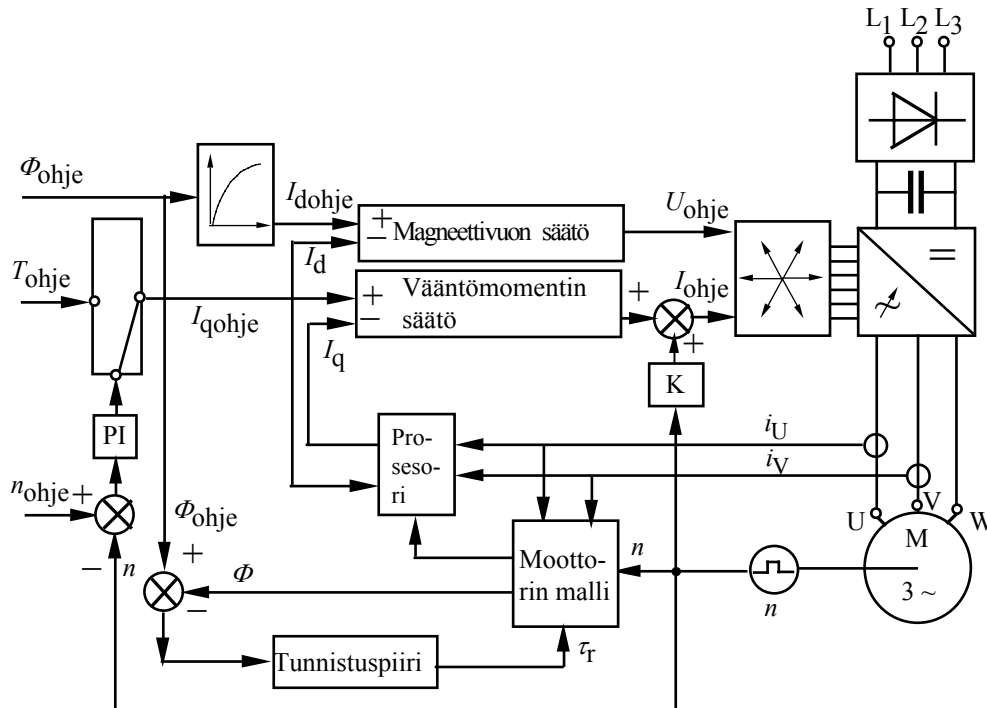 L1 L2 L3
Φohje
Idohje
+
−
Magneettivuon säätö
Uohje
Id
=
Tohje
Iqohje
+
−
Vääntömomentin
säätö
+
Iohje
+
Iq
K
PI
Pro-
sesso-
ri
iU
iV
nohje
+
−
n
Φohje
+
−
Φ
Mootto-
rin malli
n
n
U
V
W
M
3 ~
Tunnistuspiiri
τr